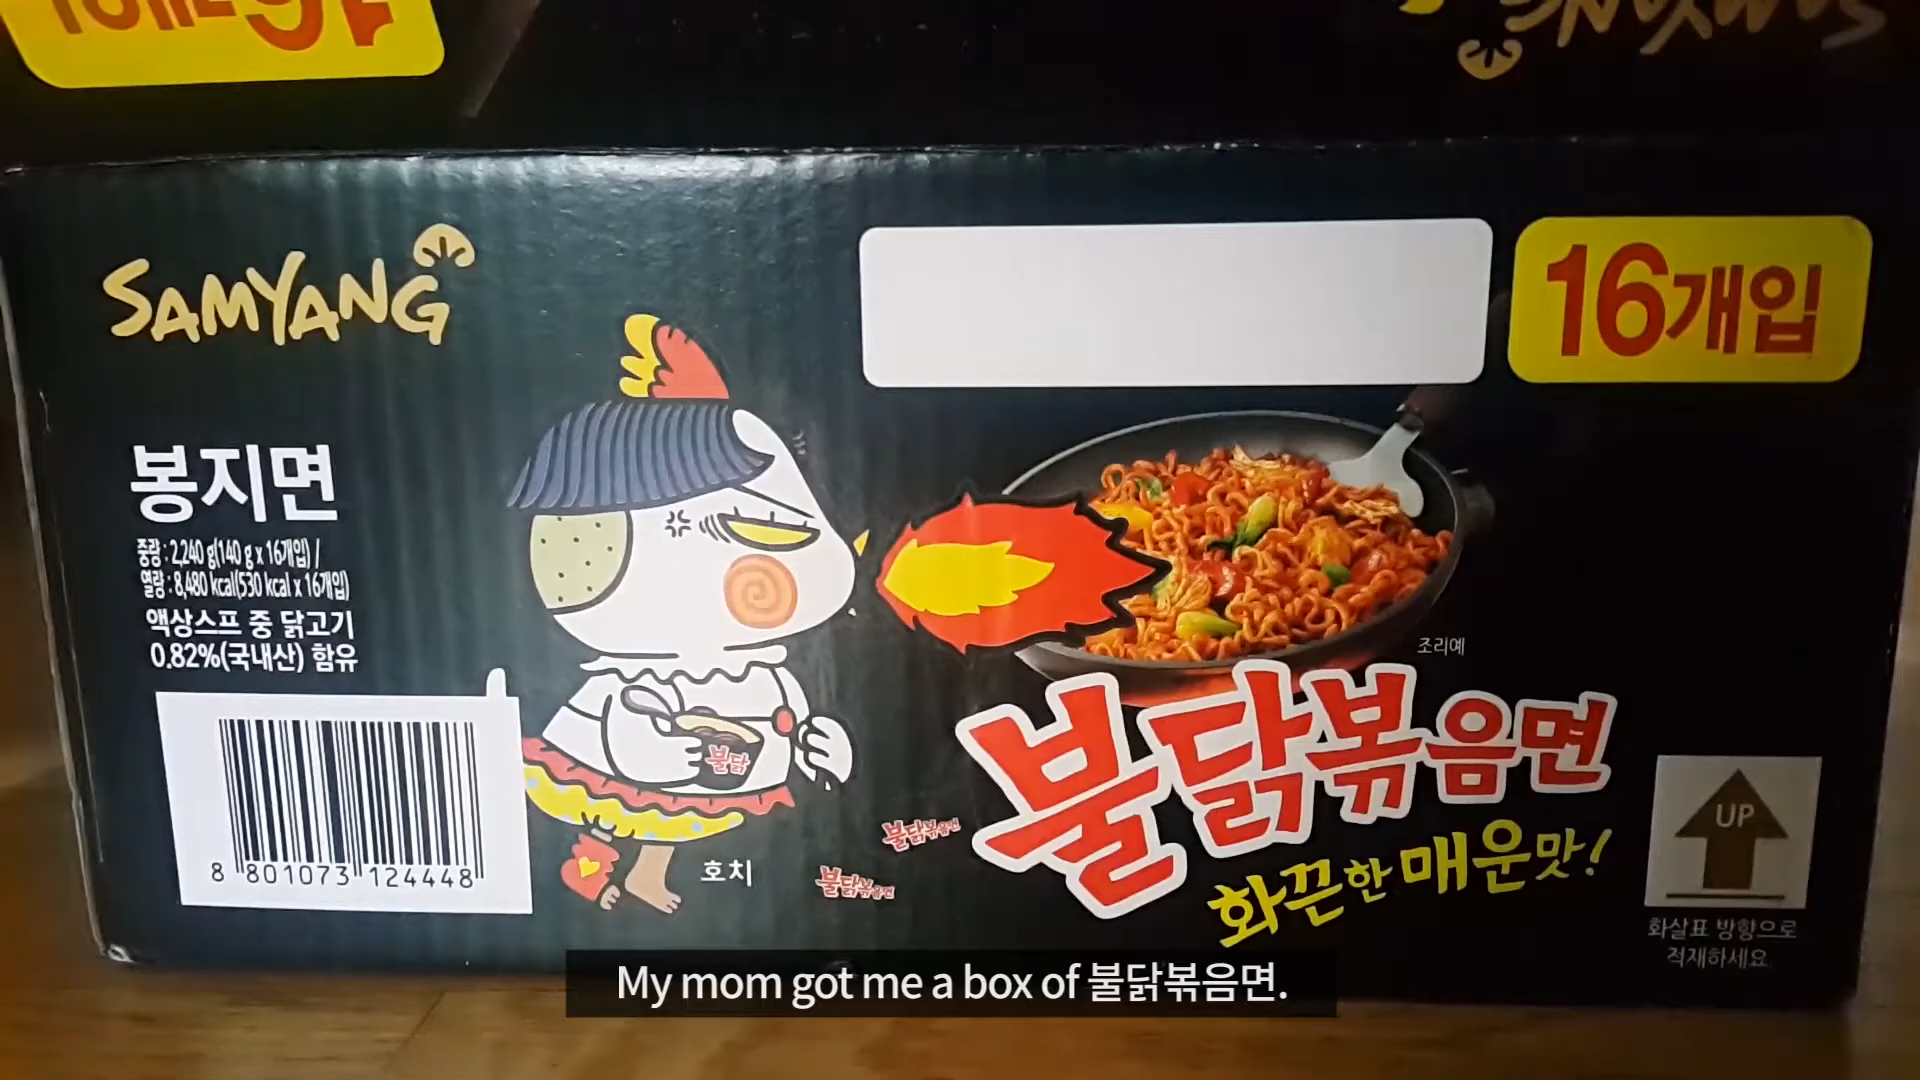 SAMYANG
16개입
봉지면
중량 : 2,240 g(140 g x 16개입) /
열량 : 8,480 kcal(530 kcal x 16개입)
액상스프 중 닭고기
0.82%(국내산) 함유
8 801073 124448
불닭
호치
불닭볶음면
불닭볶음면
조리예
불닭볶음면
화끈한 매운맛!
UP
화살표 방향으로
적재하세요
My mom got me a box of 불닭볶음면.